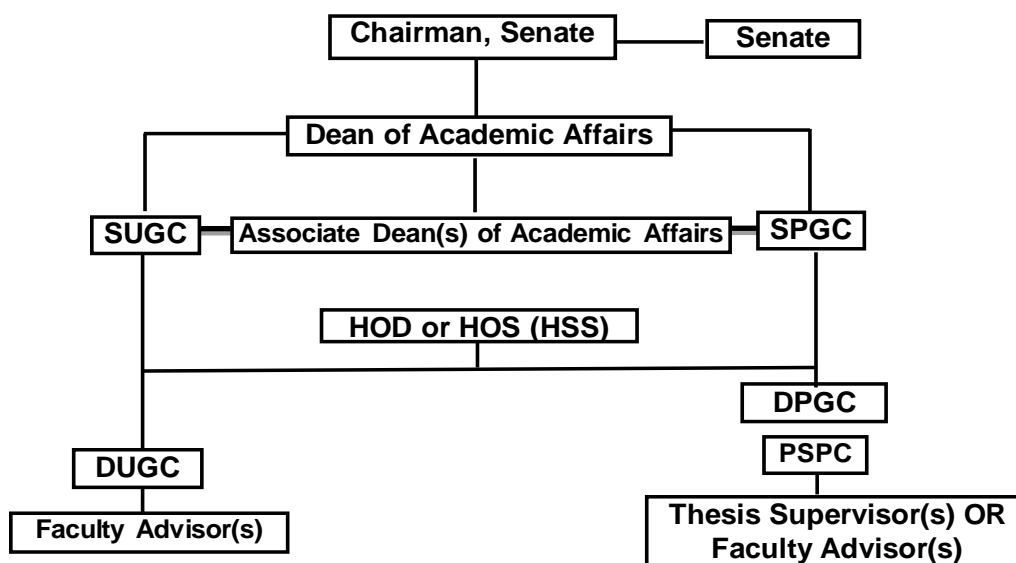 Chairman, Senate
Senate
Dean of Academic Affairs
SUGC
Associate Dean(s) of Academic Affairs
SPGC
HOD or HOS (HSS)
DPGC
DUGC
PSPC
Faculty Advisor(s)
Thesis Supervisor(s) OR
Faculty Advisor(s)